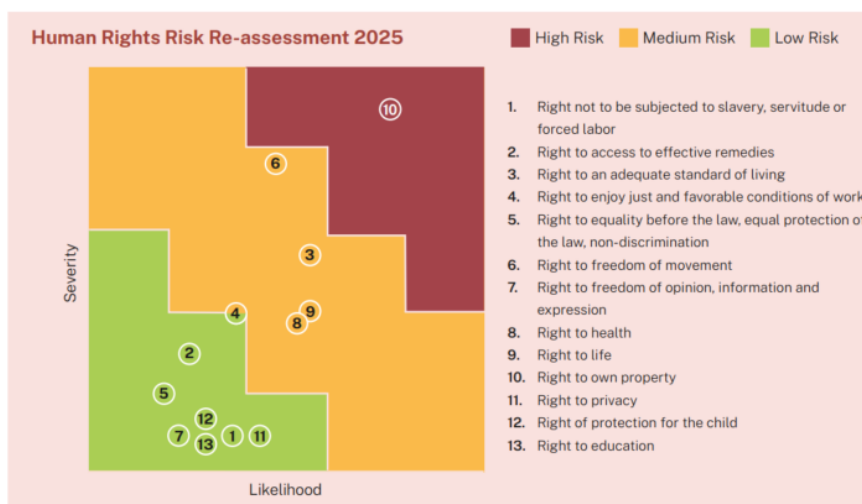 Human Rights Risk Re-assessment 2025
High Risk
Medium Risk
Low Risk
10
6
3
9
8
4
2
5
12
7
13
1
11
Severity
Likelihood
1. Right not to be subjected to slavery, servitude or
forced labor
2. Right to access to effective remedies
3. Right to an adequate standard of living
4. Right to enjoy just and favorable conditions of work
5. Right to equality before the law, equal protection of
the law, non-discrimination
6. Right to freedom of movement
7. Right to freedom of opinion, information and
expression
8. Right to health
9. Right to life
10. Right to own property
11. Right to privacy
12. Right of protection for the child
13. Right to education